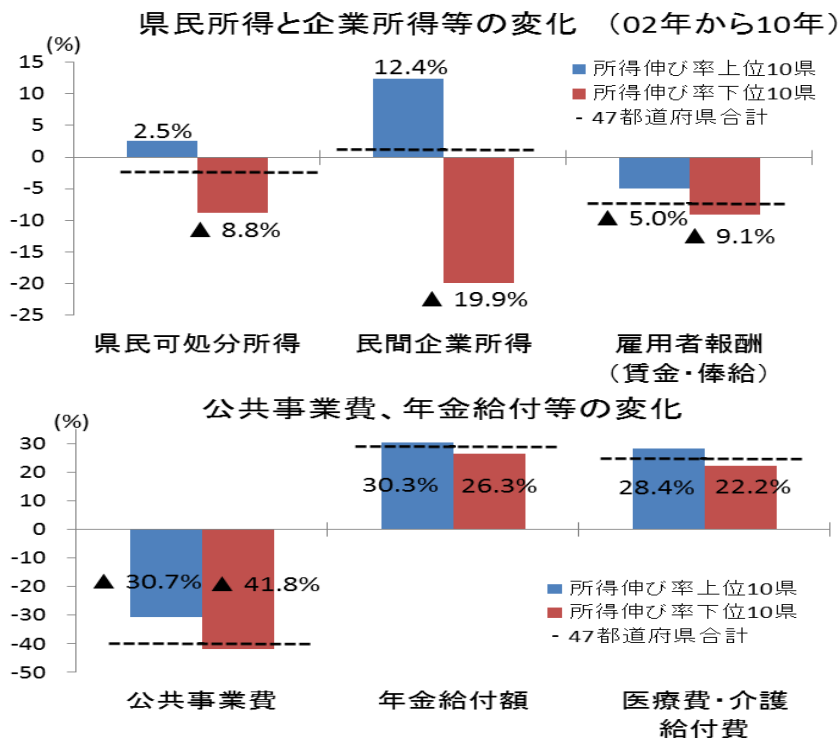 県民所得と企業所得等の変化 (02年から10年)
(%)
15
10
5
0
-5
-10
-15
-20
-25
2.5%
▲ 8.8%
12.4%
▲ 19.9%
▲ 5.0%
▲ 9.1%
所得伸び率上位10県
所得伸び率下位10県
- 47都道府県合計
県民可処分所得
民間企業所得
雇用者報酬
(賃金・俸給)
公共事業費、年金給付等の変化
(%)
30
20
10
0
-10
-20
-30
-40
-50
▲ 30.7%
▲ 41.8%
30.3%
26.3%
28.4%
22.2%
所得伸び率上位10県
所得伸び率下位10県
- 47都道府県合計
公共事業費
年金給付額
医療費・介護
給付費